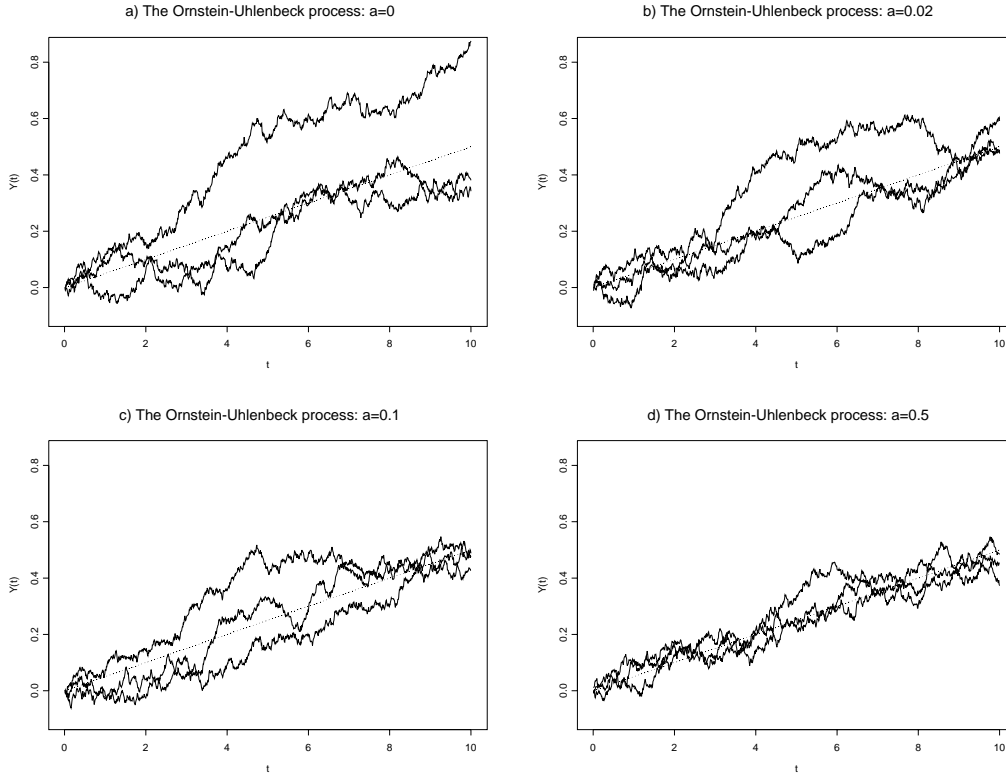 a) The Ornstein-Uhlenbeck process: a=0
Y(t)
0.0 0.2 0.4 0.6 0.8
0 2 4 6 8 10
t
b) The Ornstein-Uhlenbeck process: a=0.02
Y(t)
0.0 0.2 0.4 0.6 0.8
0 2 4 6 8 10
t
c) The Ornstein-Uhlenbeck process: a=0.1
Y(t)
0.0 0.2 0.4 0.6 0.8
0 2 4 6 8 10
t
d) The Ornstein-Uhlenbeck process: a=0.5
Y(t)
0.0 0.2 0.4 0.6 0.8
0 2 4 6 8 10
t